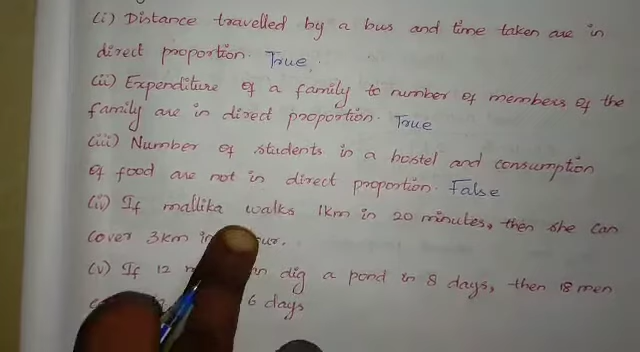 (i) Distance travelled by a bus and time taken are in
direct proportion. True.
(ii) Expenditure of a family to number of members of the
family are in direct proportion. True
(iii) Number of students in a hostel and consumption
of food are not in direct proportion. False
(iv) If mallika walks 1km in 20 minutes, then she can
cover 3km in
(v) If 12 dig a pond in 8 days, then 18 men
6 days